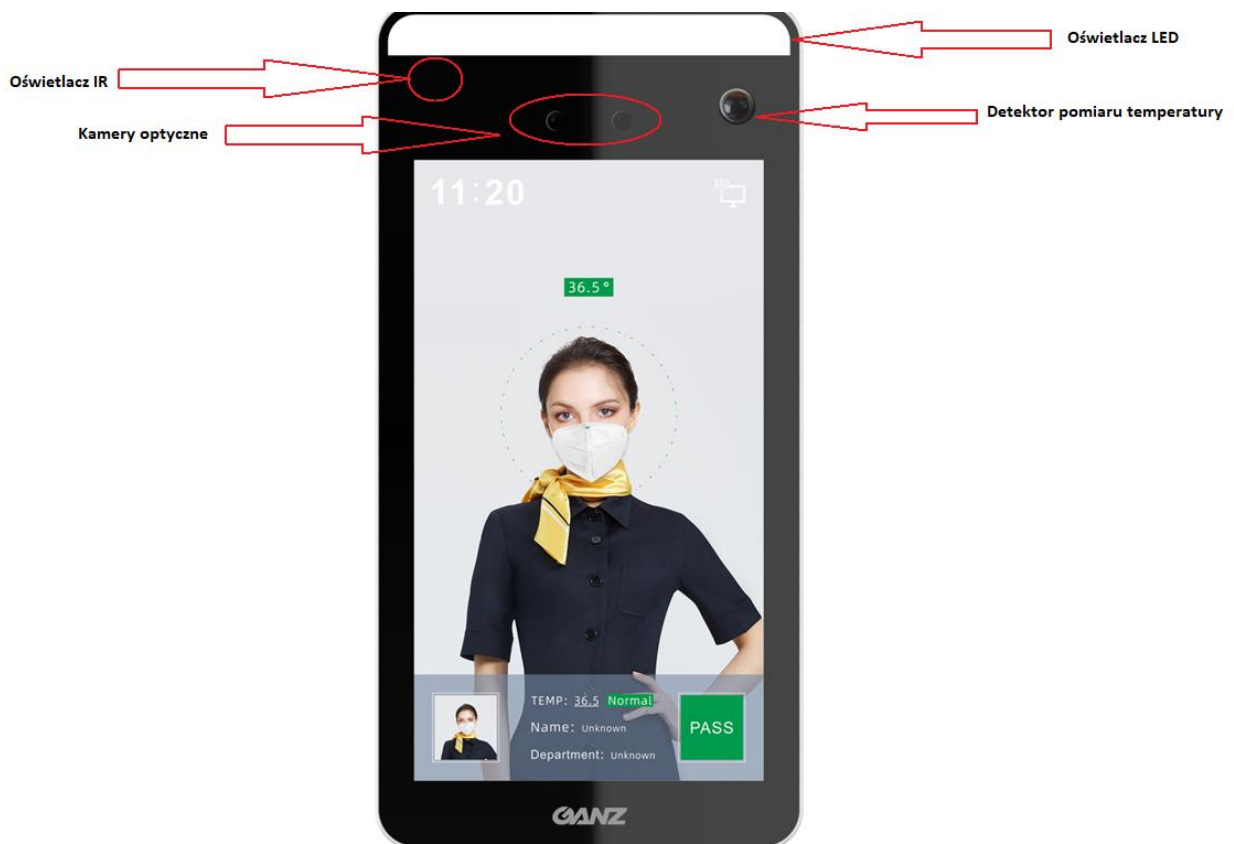 Oświetlacz LED
Oświetlacz IR
Detektor pomiaru temperatury
Kamery optyczne
11:20
36.5°
TEMP: 36.5 Normal
Name: Unknown
Department: Unknown
PASS
GANZ